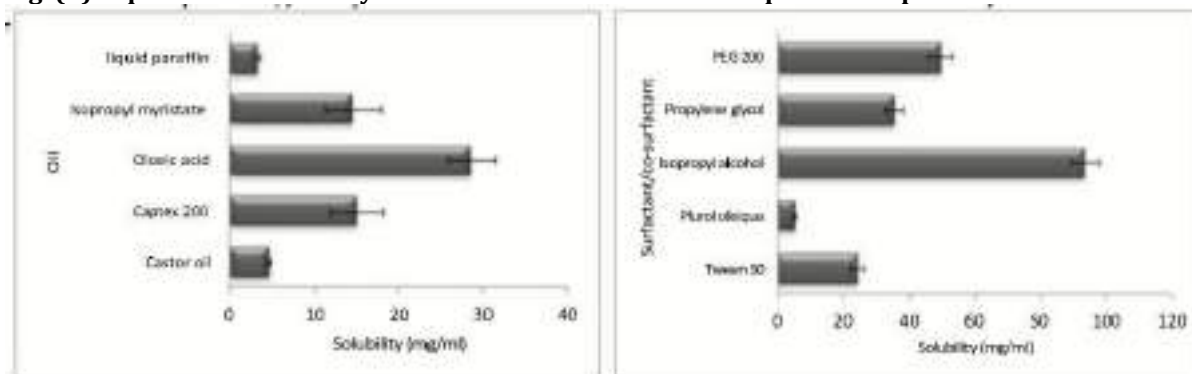 liquid paraffin
Isopropyl myristate
Oil
Oleic acid
Captex 200
Castor oil
0 10 20 30 40
Solubility (mg/ml)
PEG 200
Propylene glycol
Surfactant/co-surfactant
Isopropyl alcohol
Plurol oleique
0 20 40 60 80 100 120
Solubility (mg/ml)